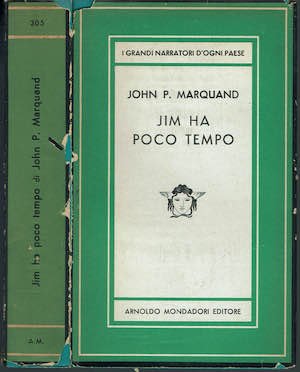 305
Jim ha poco tempo di John P. Marquand
A.M.
I GRANDI NARRATORI D'OGNI PAESE
JOHN P. MARQUAND
JIM HA
POCO TEMPO
ARNOLDO MONDADORI EDITORE